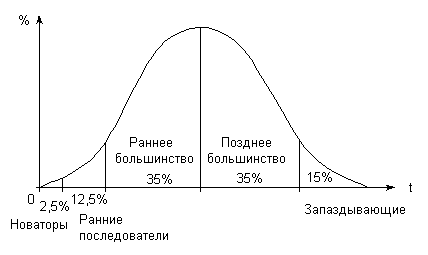 %
Раннее
большинство
35%
Позднее
большинство
35%
15%
t
0
2,5%
12,5%
Новаторы
Ранние
последователи
Запаздывающие